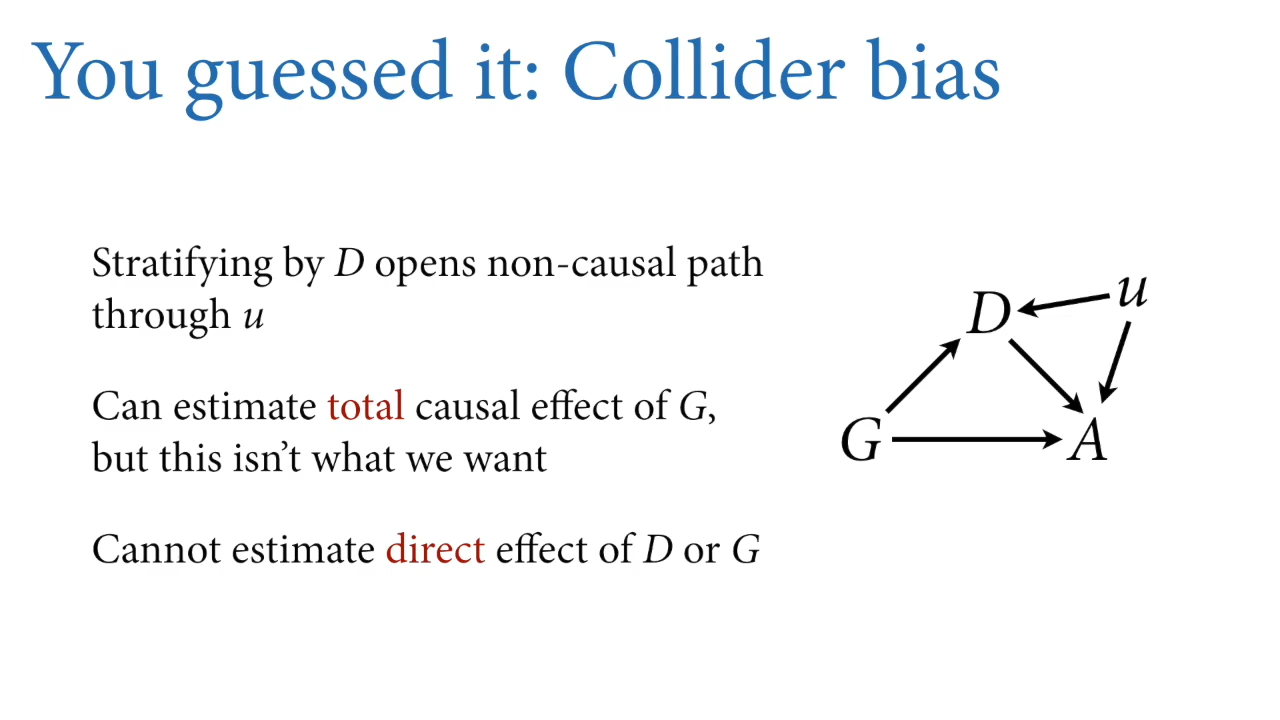 You guessed it: Collider bias
Stratifying by D opens non-causal path
through u
Can estimate total causal effect of G,
but this isn’t what we want
Cannot estimate direct effect of D or G
D
u
G
A